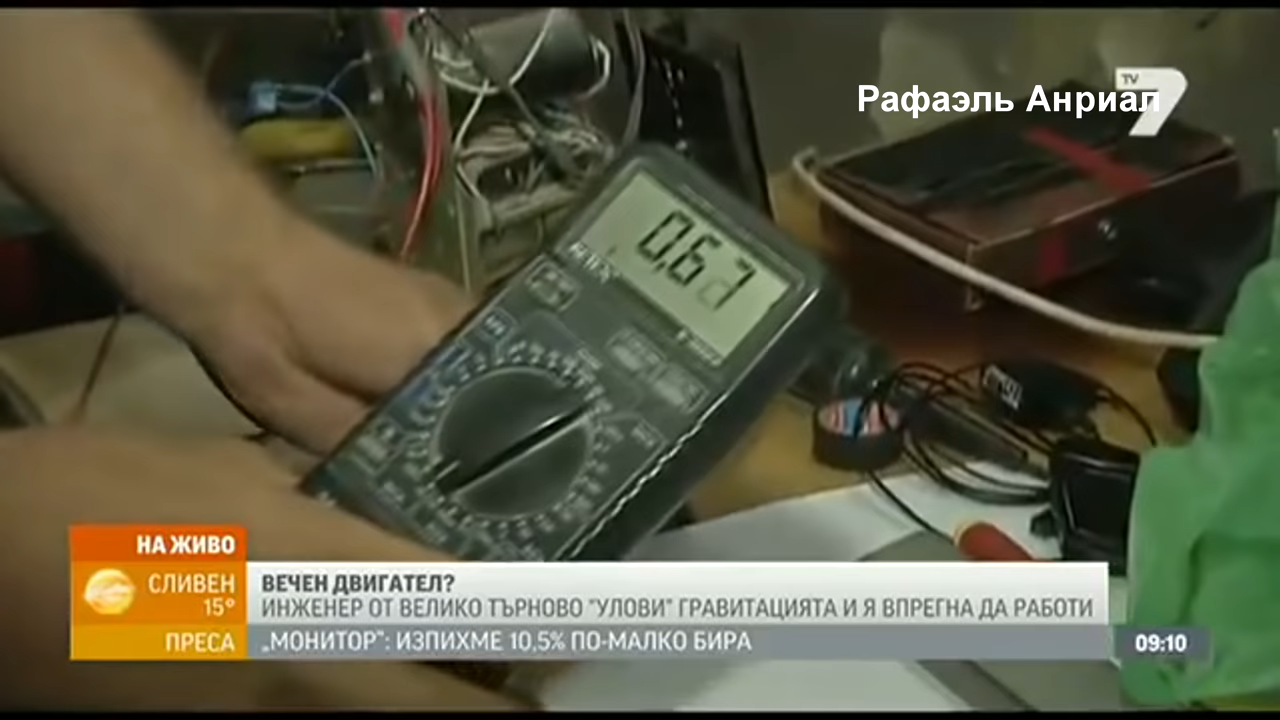 TV 7
Рафаэль Анриал
0,67
НА ЖИВО
СЛИВЕН
15°
ВЕЧЕН ДВИГАТЕЛ?
ИНЖЕНЕР ОТ ВЕЛИКО ТЪРНОВО "УЛОВИ" ГРАВИТАЦИЯТА И Я ВПРЕГНА ДА РАБОТИ
ПРЕСА
„МОНИТОР": ИЗПИХМЕ 10,5% ПО-МАЛКО БИРА
09:10